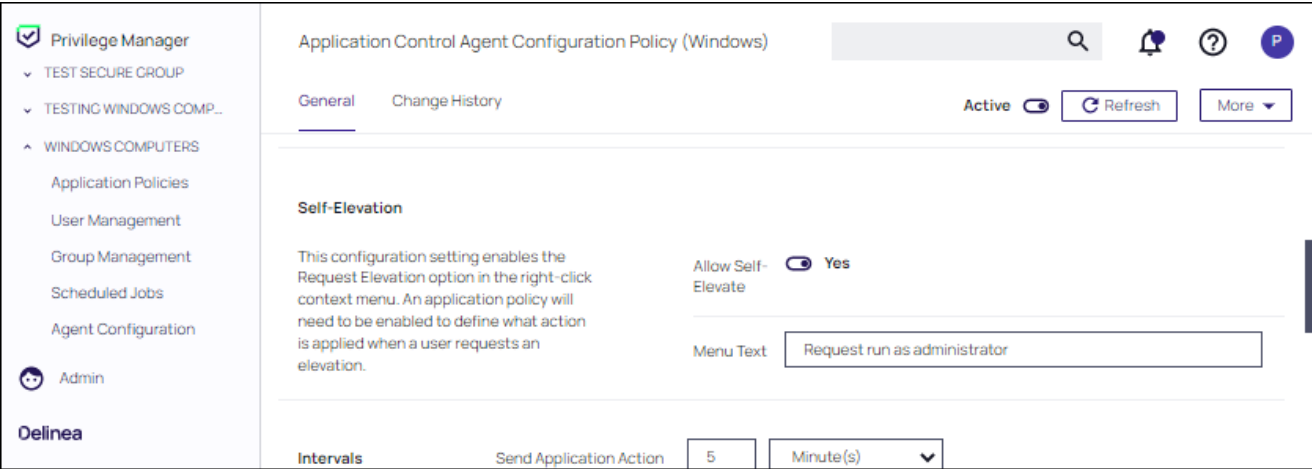 Privilege Manager
TEST SECURE GROUP
TESTING WINDOWS COMP...
WINDOWS COMPUTERS
Application Policies
User Management
Group Management
Scheduled Jobs
Agent Configuration
Admin
Delinea
Application Control Agent Configuration Policy (Windows)
P
General Change History
Active Refresh More
Self-Elevation
This configuration setting enables the
Request Elevation option in the right-click
context menu. An application policy will
need to be enabled to define what action
is applied when a user requests an
elevation.
Allow Self-
Elevate
Yes
Menu Text Request run as administrator
Intervals Send Application Action 5 Minute(s)